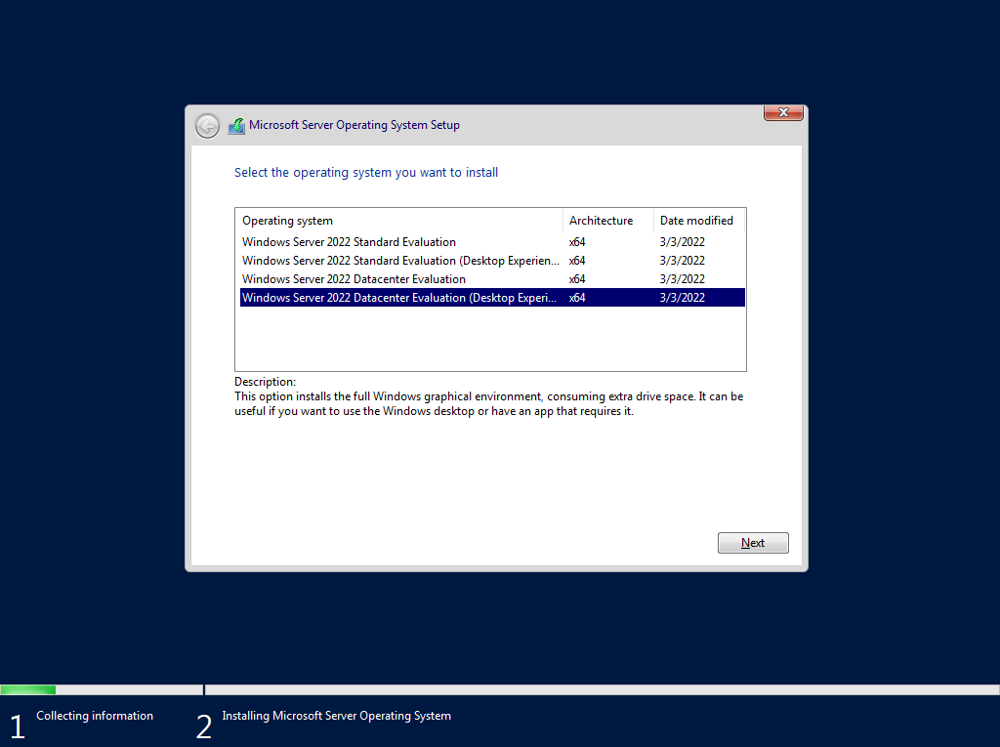 Microsoft Server Operating System Setup
Select the operating system you want to install
Operating system Architecture Date modified
Windows Server 2022 Standard Evaluation x64 3/3/2022
Windows Server 2022 Standard Evaluation (Desktop Experien... x64 3/3/2022
Windows Server 2022 Datacenter Evaluation x64 3/3/2022
Windows Server 2022 Datacenter Evaluation (Desktop Experi... x64 3/3/2022
Description:
This option installs the full Windows graphical environment, consuming extra drive space. It can be
useful if you want to use the Windows desktop or have an app that requires it.
Next
1 Collecting information 2 Installing Microsoft Server Operating System